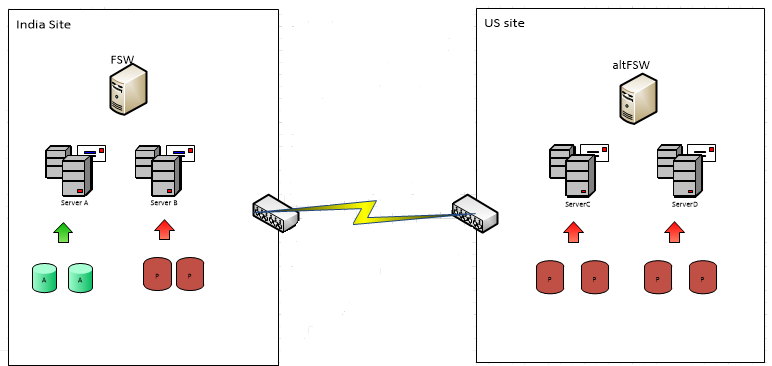 India Site
US site
FSW
altFSW
Server A
Server B
ServerC
ServerD
A
A
P
P
P
P
P
P